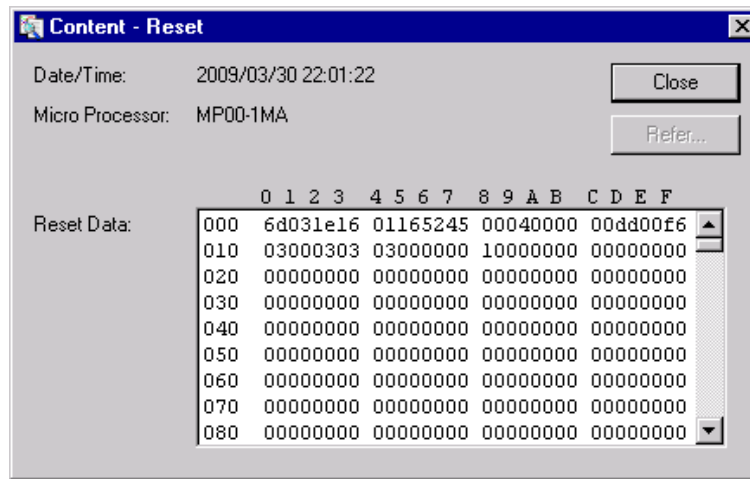 Content - Reset
Date/Time: 2009/03/30 22:01:22
Close
Micro Processor: MP00-1MA
Refer...
0 1 2 3 4 5 6 7 8 9 A B C D E F
Reset Data:
000 6d031e16 01165245 00040000 00dd00f6
010 03000303 03000000 10000000 00000000
020 00000000 00000000 00000000 00000000
030 00000000 00000000 00000000 00000000
040 00000000 00000000 00000000 00000000
050 00000000 00000000 00000000 00000000
060 00000000 00000000 00000000 00000000
070 00000000 00000000 00000000 00000000
080 00000000 00000000 00000000 00000000